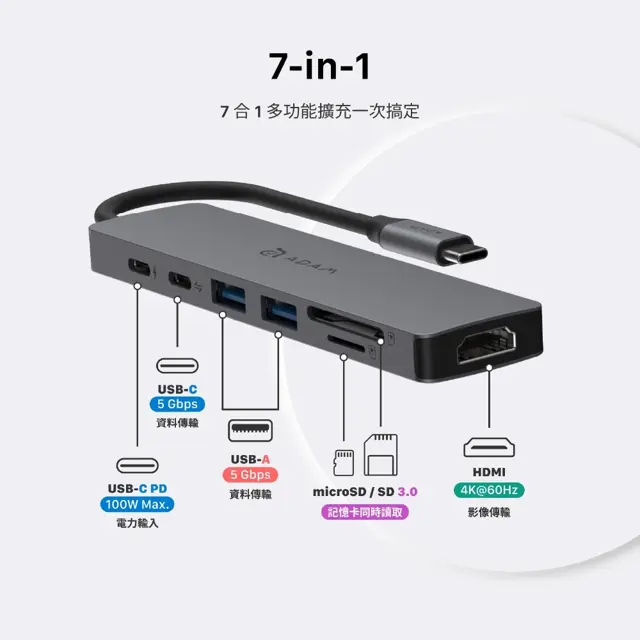 7-in-1
7 合 1 多功能擴充一次搞定
ADAM
USB-C
5 Gbps
資料傳輸
USB-A
5 Gbps
資料傳輸
USB-C PD
100W Max.
電力輸入
microSD / SD 3.0
記憶卡同時讀取
HDMI
4K@60Hz
影像傳輸